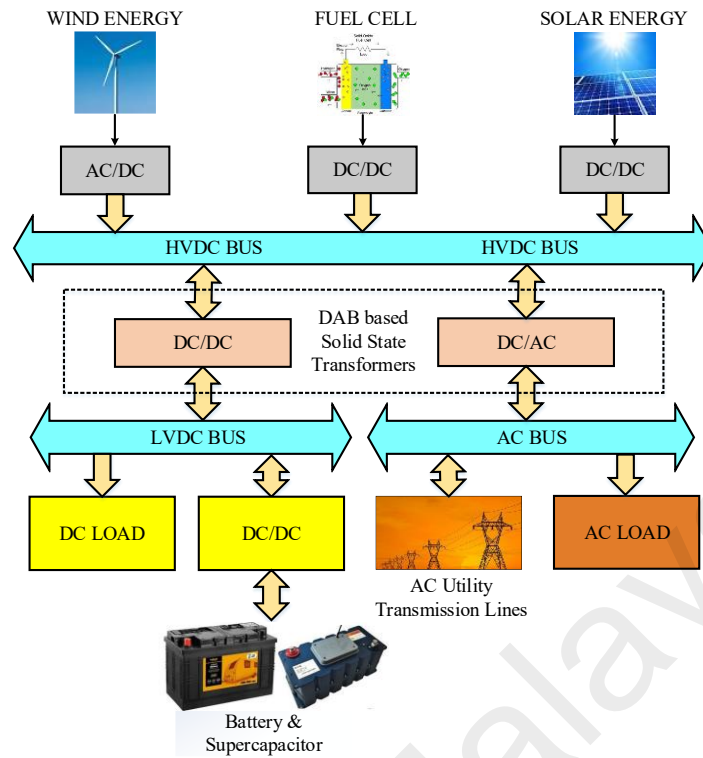 WIND ENERGY
FUEL CELL
SOLAR ENERGY
AC/DC
DC/DC
DC/DC
HVDC BUS
HVDC BUS
DC/DC
DAB based
Solid State
Transformers
DC/AC
LVDC BUS
AC BUS
DC LOAD
DC/DC
AC LOAD
AC Utility
Transmission Lines
Battery &
Supercapacitor